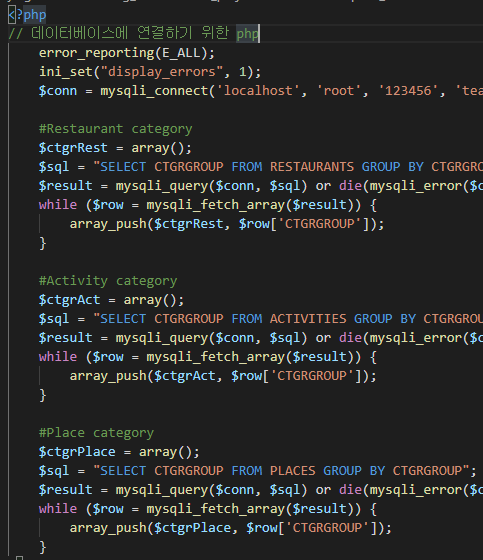 <?php
// 데이터베이스에 연결하기 위한 php
error_reporting(E_ALL);
ini_set("display_errors", 1);
$conn = mysqli_connect('localhost', 'root', '123456', 'tea
#Restaurant category
$ctgrRest = array();
$sql = "SELECT CTGRGROUP FROM RESTAURANTS GROUP BY CTGRGRO
$result = mysqli_query($conn, $sql) or die(mysqli_error($c
while ($row = mysqli_fetch_array($result)) {
array_push($ctgrRest, $row['CTGRGROUP']);
}
#Activity category
$ctgrAct = array();
$sql = "SELECT CTGRGROUP FROM ACTIVITIES GROUP BY CTGRGROU
$result = mysqli_query($conn, $sql) or die(mysqli_error($c
while ($row = mysqli_fetch_array($result)) {
array_push($ctgrAct, $row['CTGRGROUP']);
}
#Place category
$ctgrPlace = array();
$sql = "SELECT CTGRGROUP FROM PLACES GROUP BY CTGRGROUP";
$result = mysqli_query($conn, $sql) or die(mysqli_error($c
while ($row = mysqli_fetch_array($result)) {
array_push($ctgrPlace, $row['CTGRGROUP']);
}